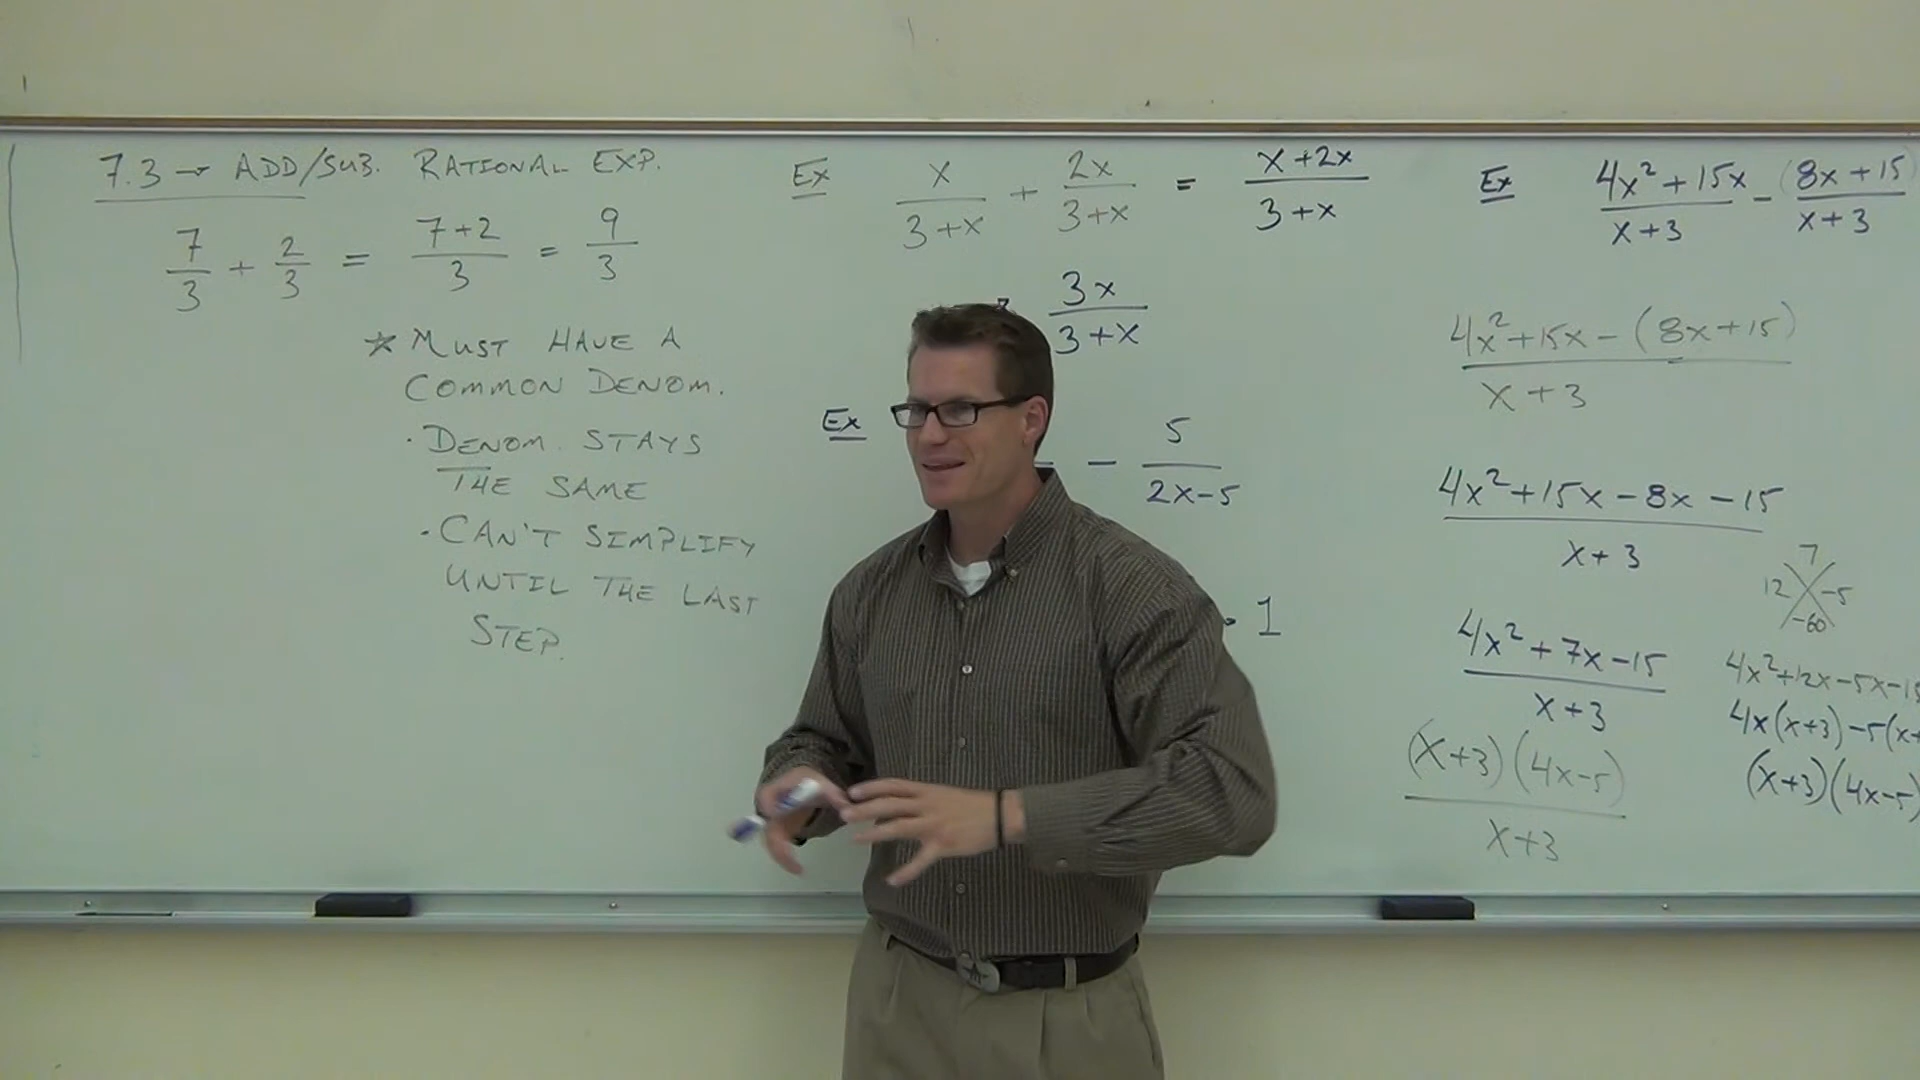 7.3 → ADD/SUB. RATIONAL EXP.
7/3 + 2/3 = (7+2)/3 = 9/3
☆ MUST HAVE A
COMMON DENOM.
· DENOM. STAYS
THE SAME
· CAN'T SIMPLIFY
UNTIL THE LAST
STEP.
Ex x/(3+x) + 2x/(3+x) = (x+2x)/(3+x)
3x/(3+x)
Ex
- 5/(2x-5)
1
Ex (4x²+15x)/(x+3) - (8x+15)/(x+3)
(4x²+15x-(8x+15))/(x+3)
(4x²+15x-8x-15)/(x+3)
7
12 -5
-60
(4x²+7x-15)/(x+3)
4x²+12x-5x-15
4x(x+3)-5(x+
(x+3)(4x-5)
((x+3)(4x-5))/(x+3)